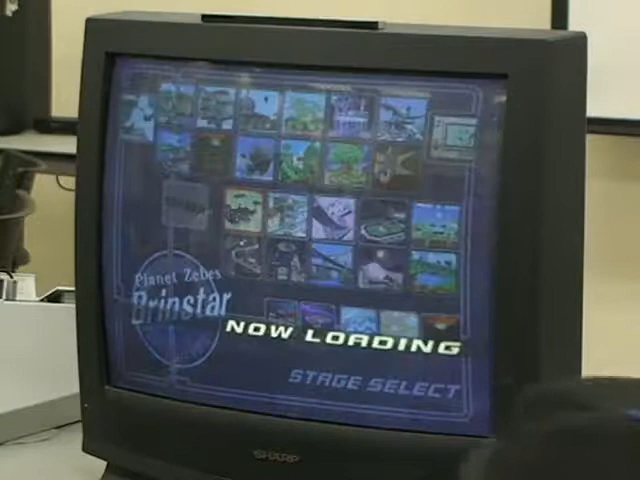 Planet Zebes
Brinstar
NOW LOADING
STAGE SELECT
SHARP